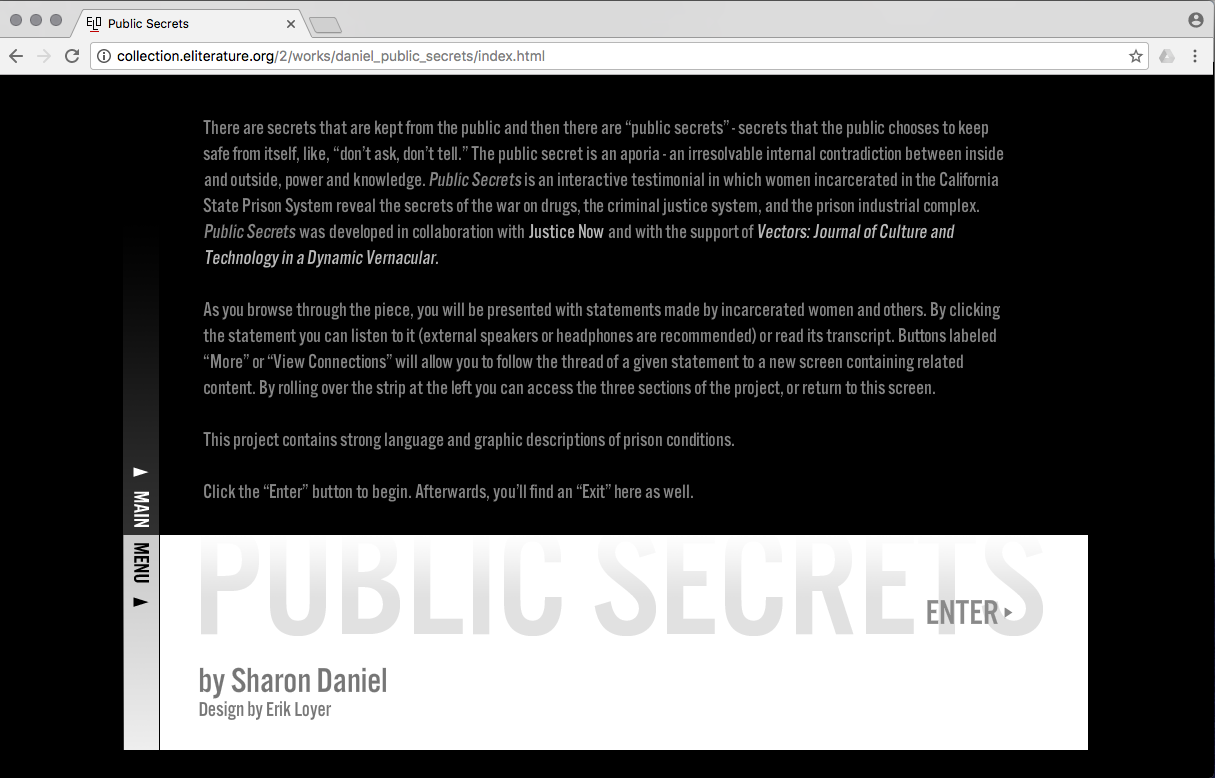 Public Secrets
collection.eliterature.org/2/works/daniel_public_secrets/index.html
There are secrets that are kept from the public and then there are “public secrets” - secrets that the public chooses to keep
safe from itself, like, “don’t ask, don’t tell.” The public secret is an aporia - an irresolvable internal contradiction between inside
and outside, power and knowledge. Public Secrets is an interactive testimonial in which women incarcerated in the California
State Prison System reveal the secrets of the war on drugs, the criminal justice system, and the prison industrial complex.
Public Secrets was developed in collaboration with Justice Now and with the support of Vectors: Journal of Culture and
Technology in a Dynamic Vernacular.
As you browse through the piece, you will be presented with statements made by incarcerated women and others. By clicking
the statement you can listen to it (external speakers or headphones are recommended) or read its transcript. Buttons labeled
“More” or “View Connections” will allow you to follow the thread of a given statement to a new screen containing related
content. By rolling over the strip at the left you can access the three sections of the project, or return to this screen.
This project contains strong language and graphic descriptions of prison conditions.
Click the “Enter” button to begin. Afterwards, you’ll find an “Exit” here as well.
MAIN MENU
PUBLIC SECRETS
ENTER
by Sharon Daniel
Design by Erik Loyer